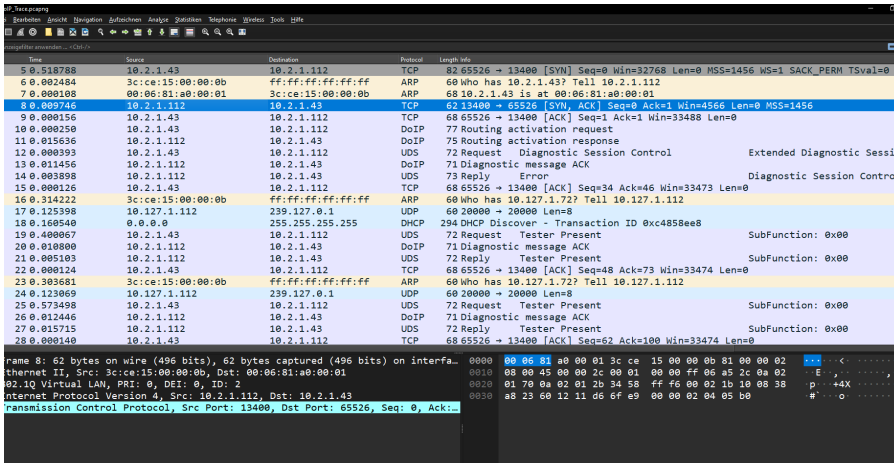 oIP_Trace.pcapng
Bearbeiten Ansicht Navigation Aufzeichnen Analyse Statistiken Telephonie Wireless Tools Hilfe
anzeigefilter anwenden ... <Ctrl-/>
Time Source Destination Protocol Length Info
5 0.518788 10.2.1.43 10.2.1.112 TCP 82 65526 → 13400 [SYN] Seq=0 Win=32768 Len=0 MSS=1456 WS=1 SACK_PERM TSval=0
6 0.002484 3c:ce:15:00:00:0b ff:ff:ff:ff:ff:ff ARP 60 Who has 10.2.1.43? Tell 10.2.1.112
7 0.000108 00:06:81:a0:00:01 3c:ce:15:00:00:0b ARP 68 10.2.1.43 is at 00:06:81:a0:00:01
8 0.009746 10.2.1.112 10.2.1.43 TCP 62 13400 → 65526 [SYN, ACK] Seq=0 Ack=1 Win=4566 Len=0 MSS=1456
9 0.000156 10.2.1.43 10.2.1.112 TCP 68 65526 → 13400 [ACK] Seq=1 Ack=1 Win=33488 Len=0
10 0.000250 10.2.1.43 10.2.1.112 DoIP 77 Routing activation request
11 0.015636 10.2.1.112 10.2.1.43 DoIP 75 Routing activation response
12 0.000393 10.2.1.43 10.2.1.112 UDS 72 Request Diagnostic Session Control Extended Diagnostic Sessi
13 0.011456 10.2.1.112 10.2.1.43 DoIP 71 Diagnostic message ACK
14 0.003898 10.2.1.112 10.2.1.43 UDS 73 Reply Error Diagnostic Session Contro
15 0.000126 10.2.1.43 10.2.1.112 TCP 68 65526 → 13400 [ACK] Seq=34 Ack=46 Win=33473 Len=0
16 0.314222 3c:ce:15:00:00:0b ff:ff:ff:ff:ff:ff ARP 60 Who has 10.127.1.72? Tell 10.127.1.112
17 0.125398 10.127.1.112 239.127.0.1 UDP 60 20000 → 20000 Len=8
18 0.160540 0.0.0.0 255.255.255.255 DHCP 294 DHCP Discover - Transaction ID 0xc4858ee8
19 0.400067 10.2.1.43 10.2.1.112 UDS 72 Request Tester Present SubFunction: 0x00
20 0.010800 10.2.1.112 10.2.1.43 DoIP 71 Diagnostic message ACK
21 0.005103 10.2.1.112 10.2.1.43 UDS 72 Reply Tester Present SubFunction: 0x00
22 0.000124 10.2.1.43 10.2.1.112 TCP 68 65526 → 13400 [ACK] Seq=48 Ack=73 Win=33474 Len=0
23 0.303681 3c:ce:15:00:00:0b ff:ff:ff:ff:ff:ff ARP 60 Who has 10.127.1.72? Tell 10.127.1.112
24 0.123069 10.127.1.112 239.127.0.1 UDP 60 20000 → 20000 Len=8
25 0.573498 10.2.1.43 10.2.1.112 UDS 72 Request Tester Present SubFunction: 0x00
26 0.012446 10.2.1.112 10.2.1.43 DoIP 71 Diagnostic message ACK
27 0.015715 10.2.1.112 10.2.1.43 UDS 72 Reply Tester Present SubFunction: 0x00
28 0.000140 10.2.1.43 10.2.1.112 TCP 68 65526 → 13400 [ACK] Seq=62 Ack=100 Win=33474 Len=0
rame 8: 62 bytes on wire (496 bits), 62 bytes captured (496 bits) on interfa…
thernet II, Src: 3c:ce:15:00:00:0b, Dst: 00:06:81:a0:00:01
02.1Q Virtual LAN, PRI: 0, DEI: 0, ID: 2
nternet Protocol Version 4, Src: 10.2.1.112, Dst: 10.2.1.43
ransmission Control Protocol, Src Port: 13400, Dst Port: 65526, Seq: 0, Ack:…
0000 00 06 81 a0 00 01 3c ce 15 00 00 0b 81 00 00 02 ······<· ········
0010 08 00 45 00 00 2c 00 01 00 00 ff 06 a5 2c 0a 02 ··E··,·· ·····,··
0020 01 70 0a 02 01 2b 34 58 ff f6 00 02 1b 10 08 38 ·p···+4X ·······8
0030 a8 23 60 12 11 d6 6f e9 00 00 02 04 05 b0 ·#`···o· ······